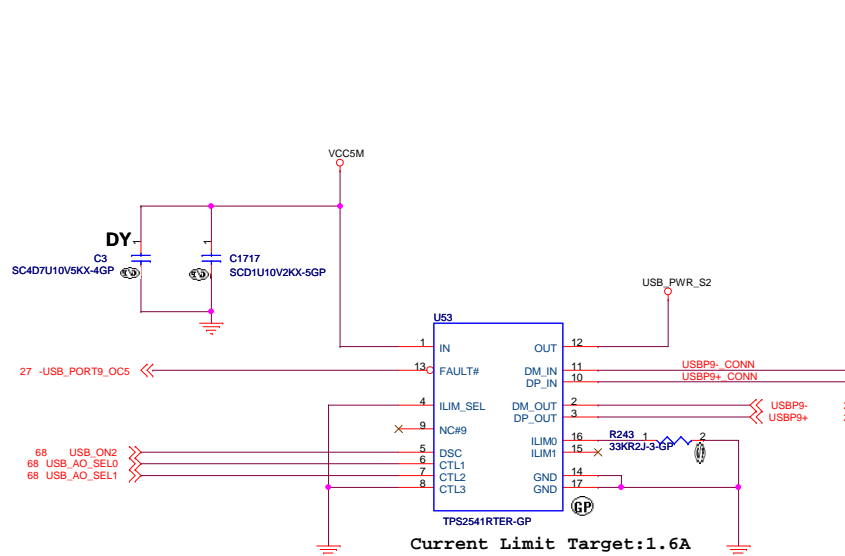 VCC5M
DY
1
1
C3
SC4D7U10V5KX-4GP
C1717
SCD1U10V2KX-5GP
USB_PWR_S2
U53
1 IN OUT 12
27 -USB_PORT9_OC5 13 FAULT# DM_IN 11 USBP9-_CONN
DP_IN 10 USBP9+_CONN
4 ILIM_SEL DM_OUT 2 USBP9-
DP_OUT 3 USBP9+
9 NC#9
ILIM0 16 R243 1 2
33KR2J-3-GP
68 USB_ON2 5 DSC ILIM1 15
68 USB_AO_SEL0 6 CTL1
68 USB_AO_SEL1 7 CTL2 GND 14
8 CTL3 GND 17
GP
TPS2541RTER-GP
Current Limit Target:1.6A